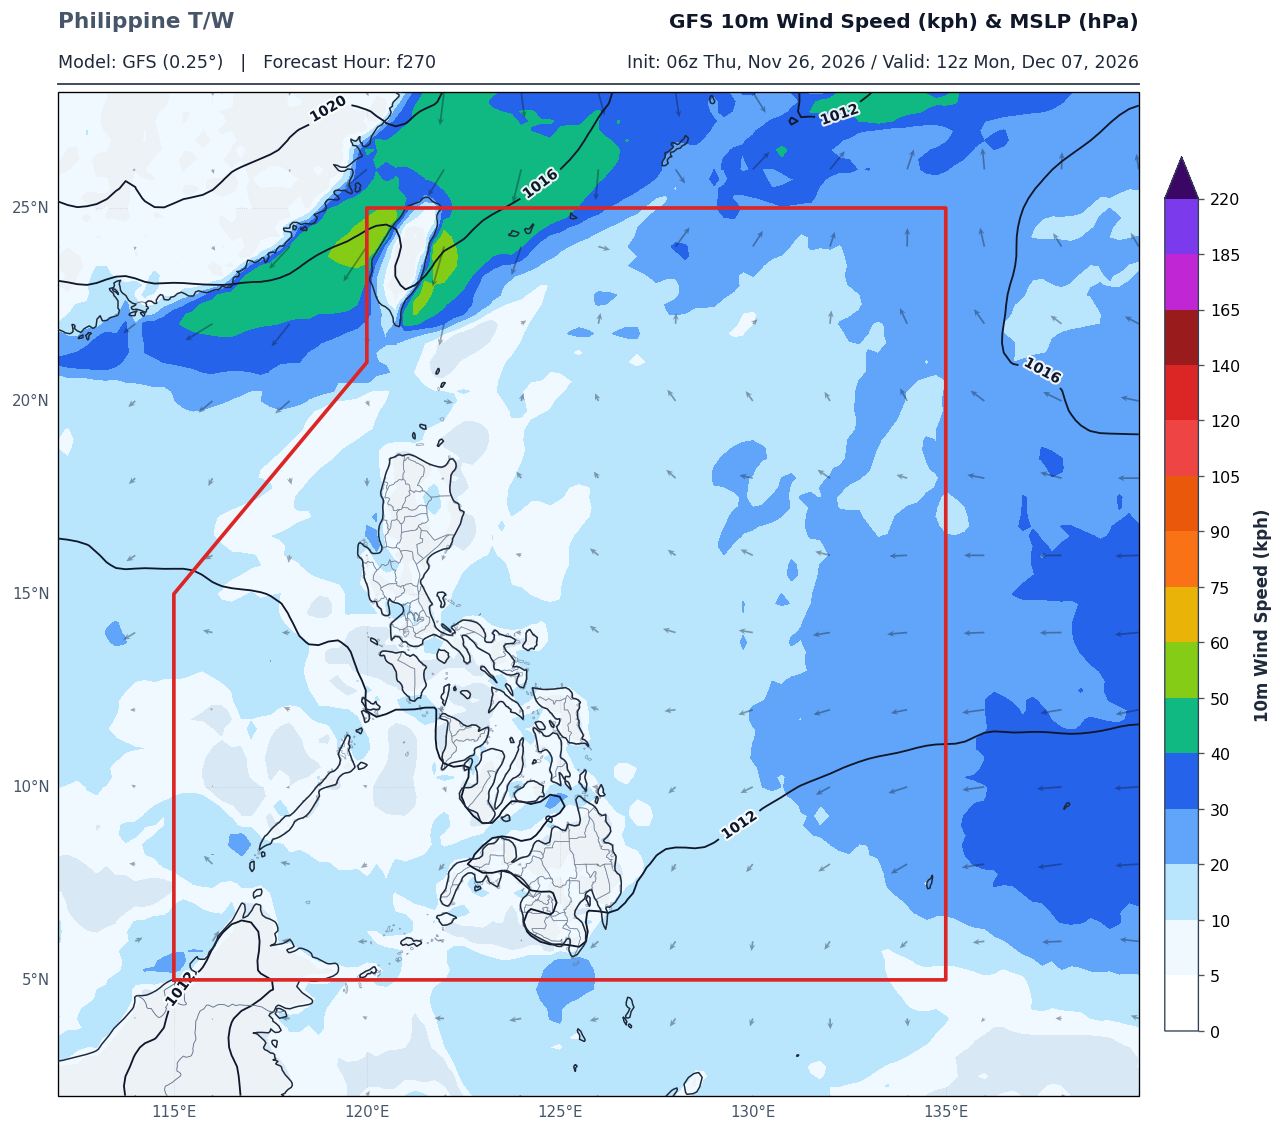 Philippine T/W
GFS 10m Wind Speed (kph) & MSLP (hPa)
Model: GFS (0.25°) | Forecast Hour: f270
Init: 06z Thu, Nov 26, 2026 / Valid: 12z Mon, Dec 07, 2026
1020
1012
1016
1016
1012
1012
25°N
20°N
15°N
10°N
5°N
115°E
120°E
125°E
130°E
135°E
220
185
165
140
120
105
90
75
60
50
40
30
20
10
5
0
10m Wind Speed (kph)